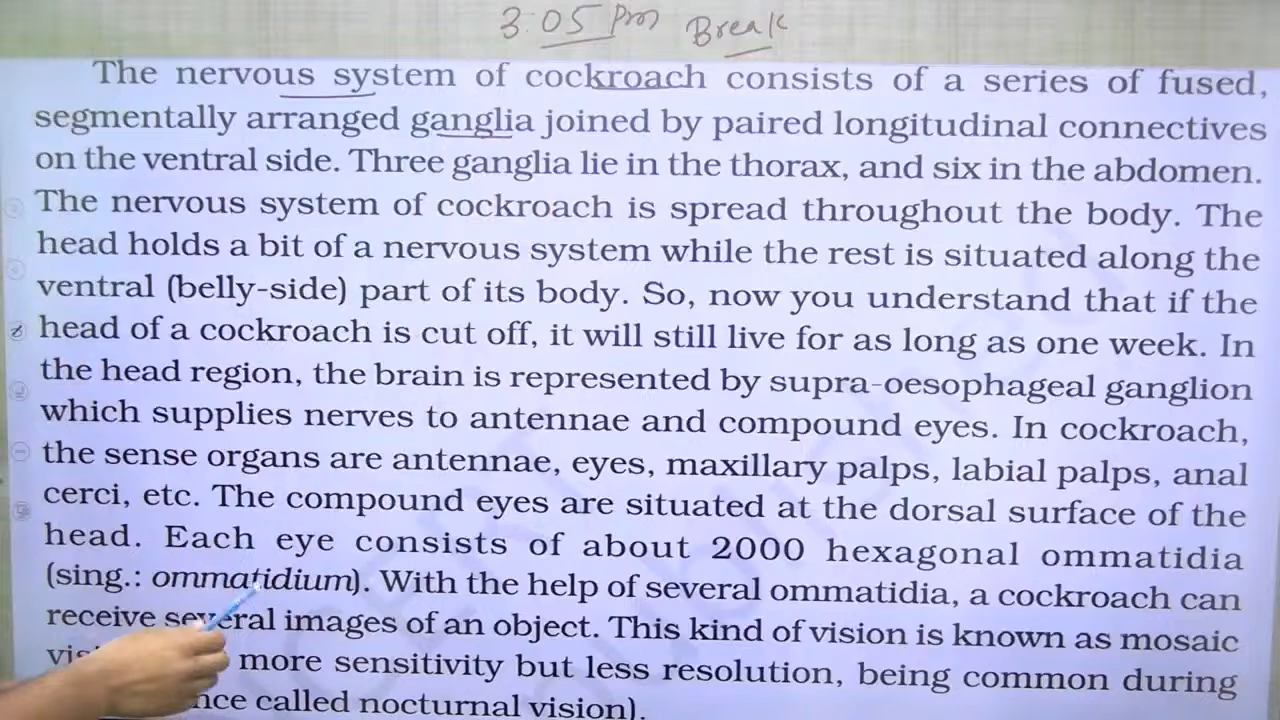 3:05 Pm Break
The nervous system of cockroach consists of a series of fused,
segmentally arranged ganglia joined by paired longitudinal connectives
on the ventral side. Three ganglia lie in the thorax, and six in the abdomen.
The nervous system of cockroach is spread throughout the body. The
head holds a bit of a nervous system while the rest is situated along the
ventral (belly-side) part of its body. So, now you understand that if the
head of a cockroach is cut off, it will still live for as long as one week. In
the head region, the brain is represented by supra-oesophageal ganglion
which supplies nerves to antennae and compound eyes. In cockroach,
the sense organs are antennae, eyes, maxillary palps, labial palps, anal
cerci, etc. The compound eyes are situated at the dorsal surface of the
head. Each eye consists of about 2000 hexagonal ommatidia
(sing.: ommatidium). With the help of several ommatidia, a cockroach can
receive several images of an object. This kind of vision is known as mosaic
more sensitivity but less resolution, being common during
called nocturnal vision).